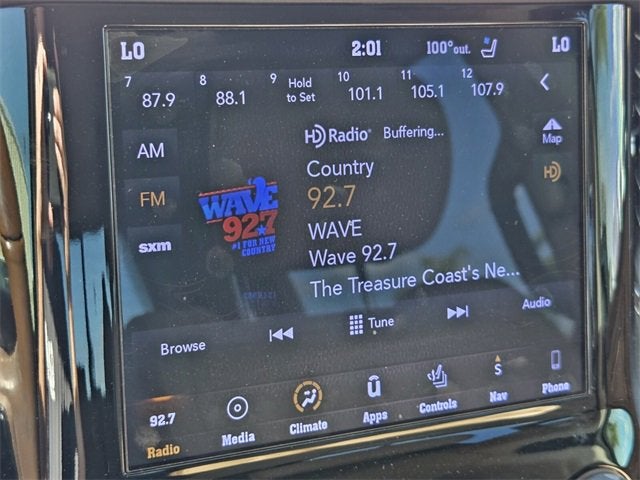 LO 2:01 100° out. LO
7 87.9 8 88.1 9 Hold to Set 10 101.1 11 105.1 12 107.9
HD Radio® Buffering...
Map
AM
Country
HD
FM
92.7
WAVE
92.7
#1 FOR NEW
COUNTRY
sxm
WAVE
Wave 92.7
The Treasure Coast's Ne...
Browse Tune Audio
92.7 S
Radio Media Climate Apps Controls Nav Phone